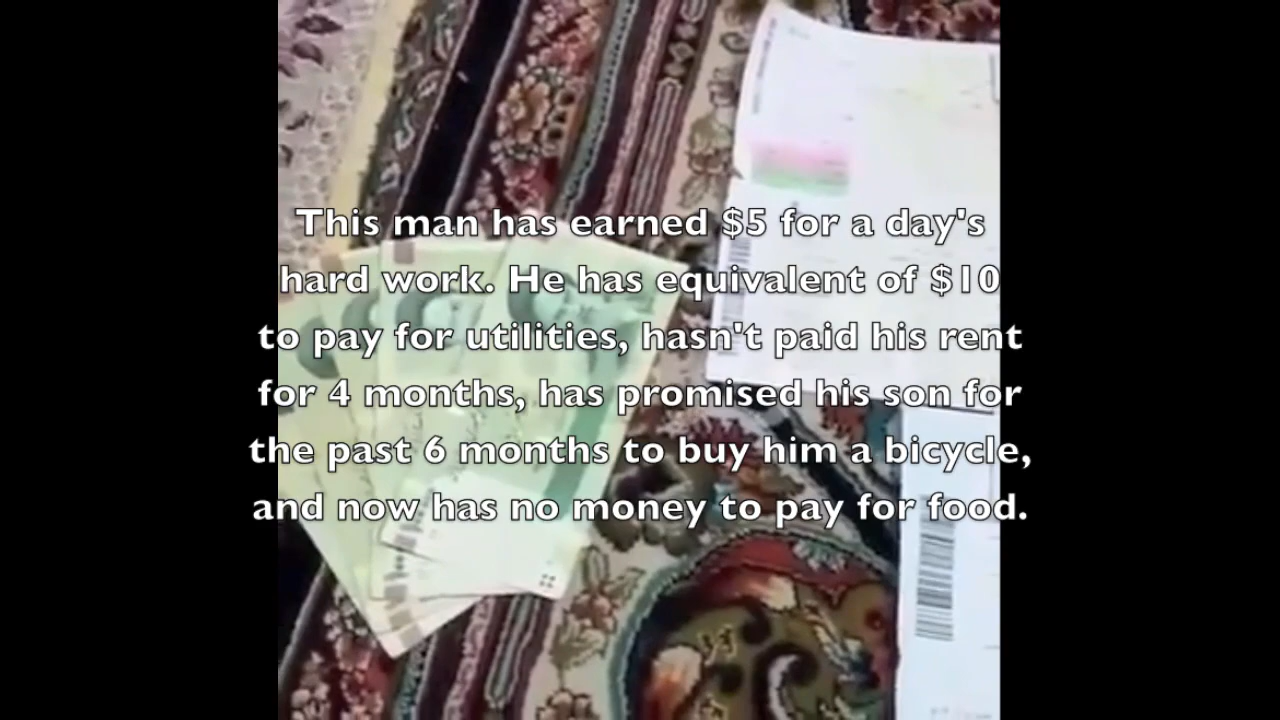 This man has earned $5 for a day's
hard work. He has equivalent of $10
to pay for utilities, hasn't paid his rent
for 4 months, has promised his son for
the past 6 months to buy him a bicycle,
and now has no money to pay for food.